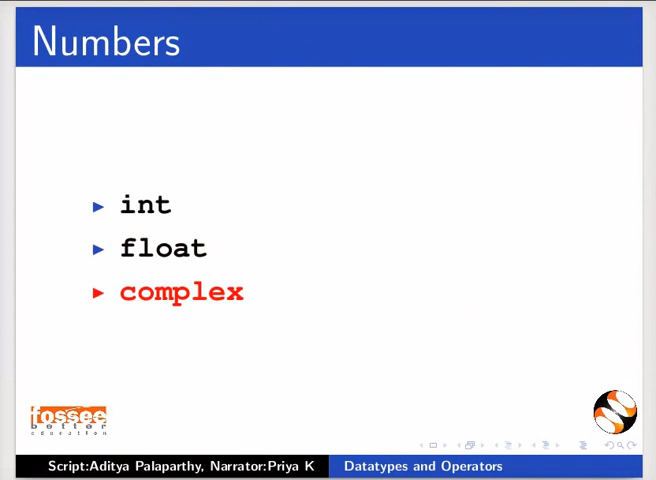 Numbers
int
float
complex
fossee
better
education
Script:Aditya Palaparthy, Narrator:Priya K
Datatypes and Operators